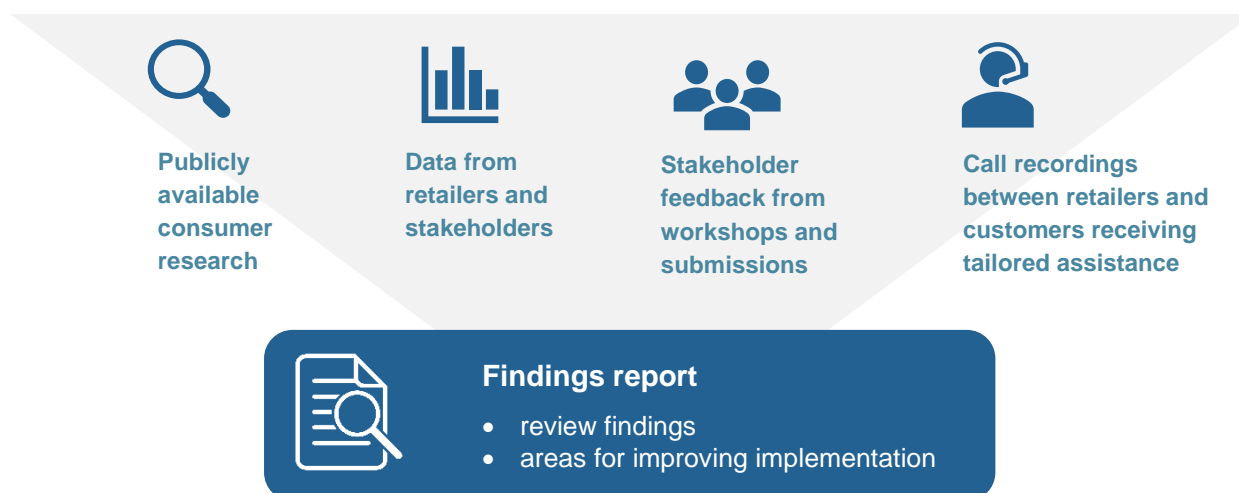 Publicly
available
consumer
research
Data from
retailers and
stakeholders
Stakeholder
feedback from
workshops and
submissions
Call recordings
between retailers and
customers receiving
tailored assistance
Findings report
• review findings
• areas for improving implementation